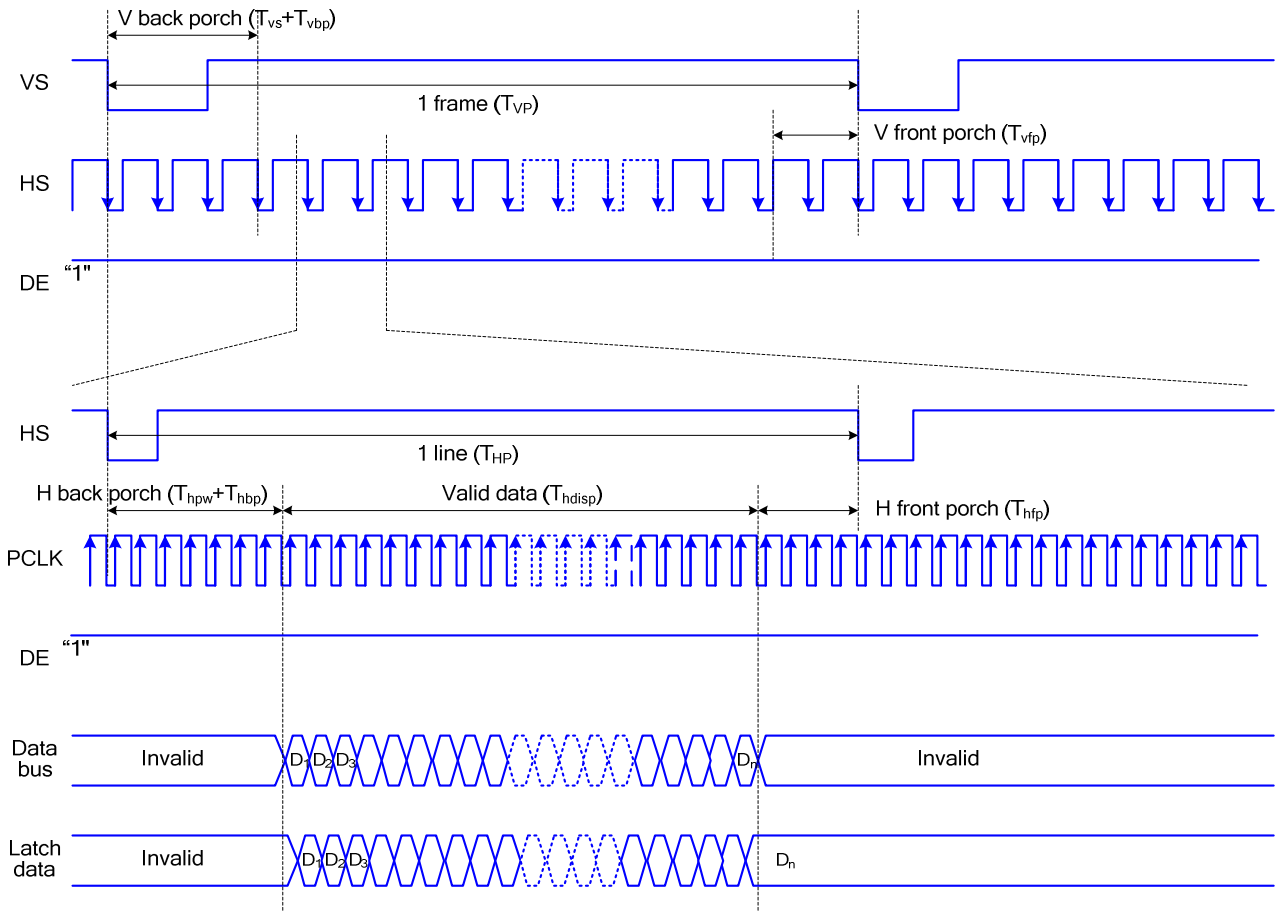 V back porch (Tvs+Tvbp)
VS
1 frame (TVP)
V front porch (Tvfp)
HS
DE “1"
HS
1 line (THP)
H back porch (Thpw+Thbp) Valid data (Thdisp) H front porch (Thfp)
PCLK
DE “1"
Data bus Invalid D1 D2 D3 Dn Invalid
Latch data Invalid D1 D2 D3 Dn